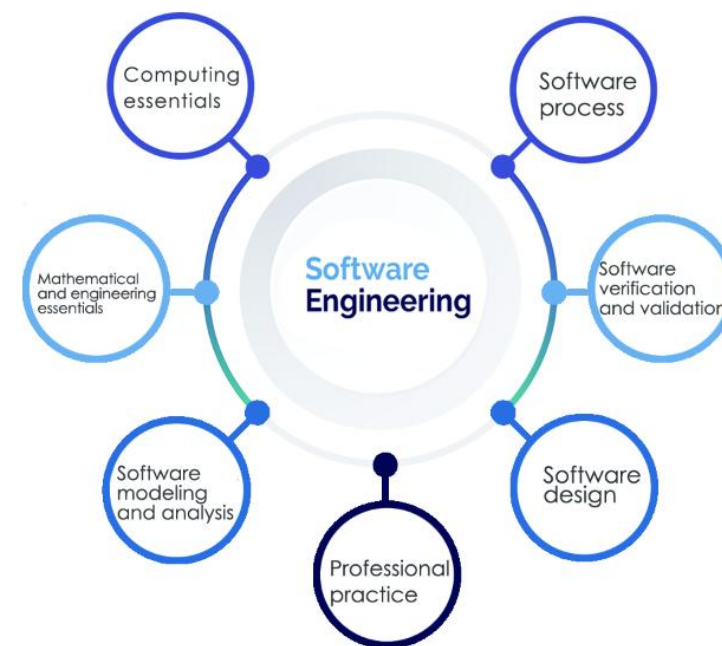 Computing
essentials
Software
process
Mathematical
and engineering
essentials
Software
Engineering
Software
verification
and validation
Software
modeling
and analysis
Software
design
Professional
practice